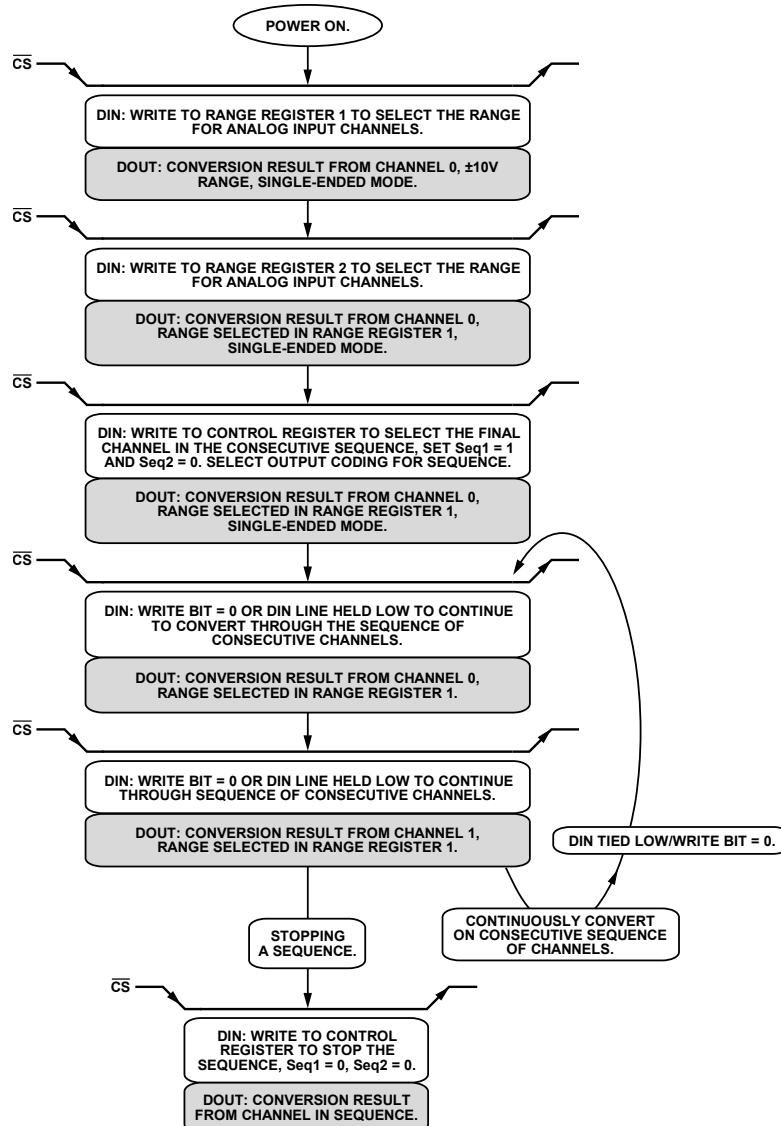 POWER ON.
CS
DIN: WRITE TO RANGE REGISTER 1 TO SELECT THE RANGE
FOR ANALOG INPUT CHANNELS.
DOUT: CONVERSION RESULT FROM CHANNEL 0, ±10V
RANGE, SINGLE-ENDED MODE.
CS
DIN: WRITE TO RANGE REGISTER 2 TO SELECT THE RANGE
FOR ANALOG INPUT CHANNELS.
DOUT: CONVERSION RESULT FROM CHANNEL 0,
RANGE SELECTED IN RANGE REGISTER 1,
SINGLE-ENDED MODE.
CS
DIN: WRITE TO CONTROL REGISTER TO SELECT THE FINAL
CHANNEL IN THE CONSECUTIVE SEQUENCE, SET Seq1 = 1
AND Seq2 = 0. SELECT OUTPUT CODING FOR SEQUENCE.
DOUT: CONVERSION RESULT FROM CHANNEL 0,
RANGE SELECTED IN RANGE REGISTER 1,
SINGLE-ENDED MODE.
CS
DIN: WRITE BIT = 0 OR DIN LINE HELD LOW TO CONTINUE
TO CONVERT THROUGH THE SEQUENCE OF
CONSECUTIVE CHANNELS.
DOUT: CONVERSION RESULT FROM CHANNEL 0,
RANGE SELECTED IN RANGE REGISTER 1.
CS
DIN: WRITE BIT = 0 OR DIN LINE HELD LOW TO CONTINUE
THROUGH SEQUENCE OF CONSECUTIVE CHANNELS.
DOUT: CONVERSION RESULT FROM CHANNEL 1,
RANGE SELECTED IN RANGE REGISTER 1.
DIN TIED LOW/WRITE BIT = 0.
CONTINUOUSLY CONVERT
ON CONSECUTIVE SEQUENCE
OF CHANNELS.
STOPPING
A SEQUENCE.
CS
DIN: WRITE TO CONTROL
REGISTER TO STOP THE
SEQUENCE, Seq1 = 0, Seq2 = 0.
DOUT: CONVERSION RESULT
FROM CHANNEL IN SEQUENCE.